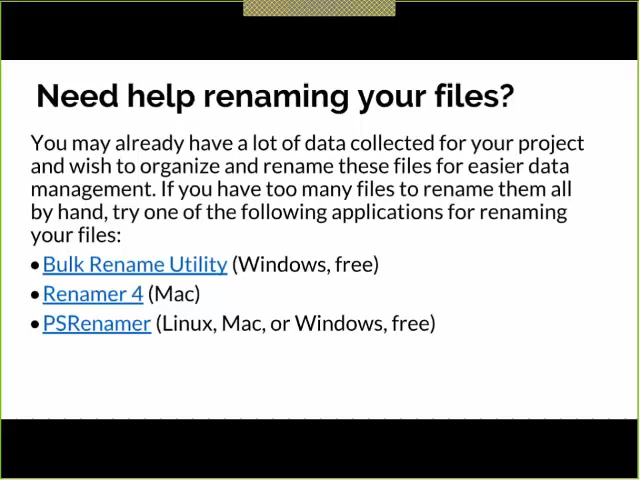 Need help renaming your files?
You may already have a lot of data collected for your project
and wish to organize and rename these files for easier data
management. If you have too many files to rename them all
by hand, try one of the following applications for renaming
your files:
•Bulk Rename Utility (Windows, free)
•Renamer 4 (Mac)
•PSRenamer (Linux, Mac, or Windows, free)